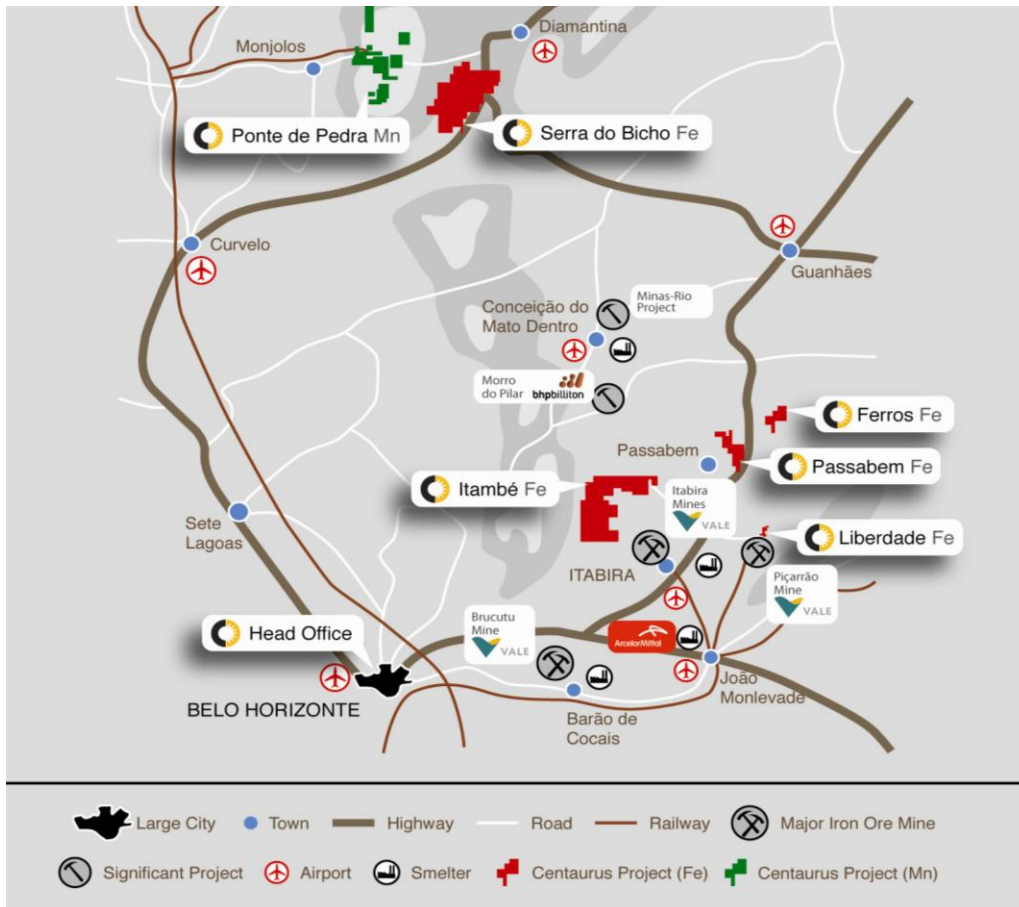 Diamantina
Monjolos
Ponte de Pedra Mn
Serra do Bicho Fe
Curvelo
Guanhães
Minas-Rio
Project
Conceição do
Mato Dentro
Morro
do Pilar
bhpbilliton
Ferros Fe
Passabem
Passabem Fe
Itambé Fe
Itabira
Mines
VALE
Sete
Lagoas
Liberdade Fe
ITABIRA
Piçarrão
Mine
VALE
Head Office
Brucutu
Mine
VALE
ArcelorMittal
João
Monlevade
BELO HORIZONTE
Barão de
Cocais
Large City
Town
Highway
Road
Railway
Major Iron Ore Mine
Significant Project
Airport
Smelter
Centaurus Project (Fe)
Centaurus Project (Mn)